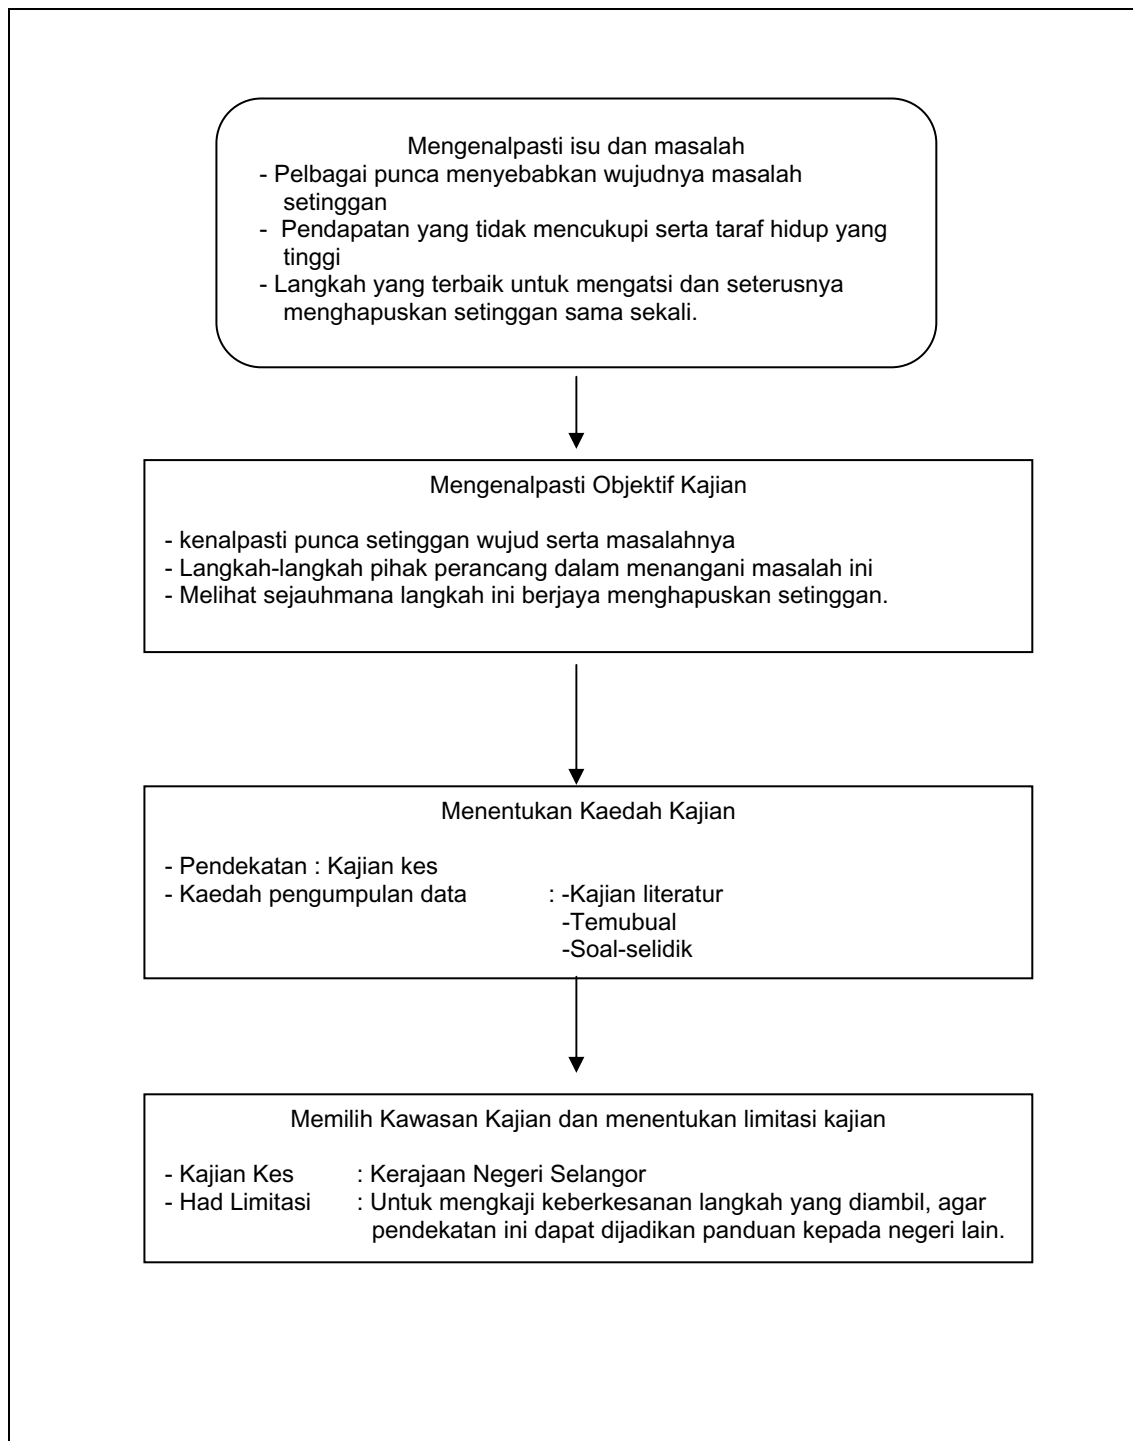 Mengenalpasti isu dan masalah
- Pelbagai punca menyebabkan wujudnya masalah
setinggan
- Pendapatan yang tidak mencukupi serta taraf hidup yang
tinggi
- Langkah yang terbaik untuk mengatsi dan seterusnya
menghapuskan setinggan sama sekali.
Mengenalpasti Objektif Kajian
- kenalpasti punca setinggan wujud serta masalahnya
- Langkah-langkah pihak perancang dalam menangani masalah ini
- Melihat sejauhmana langkah ini berjaya menghapuskan setinggan.
Menentukan Kaedah Kajian
- Pendekatan : Kajian kes
- Kaedah pengumpulan data : -Kajian literatur
-Temubual
-Soal-selidik
Memilih Kawasan Kajian dan menentukan limitasi kajian
- Kajian Kes : Kerajaan Negeri Selangor
- Had Limitasi : Untuk mengkaji keberkesanan langkah yang diambil, agar
pendekatan ini dapat dijadikan panduan kepada negeri lain.